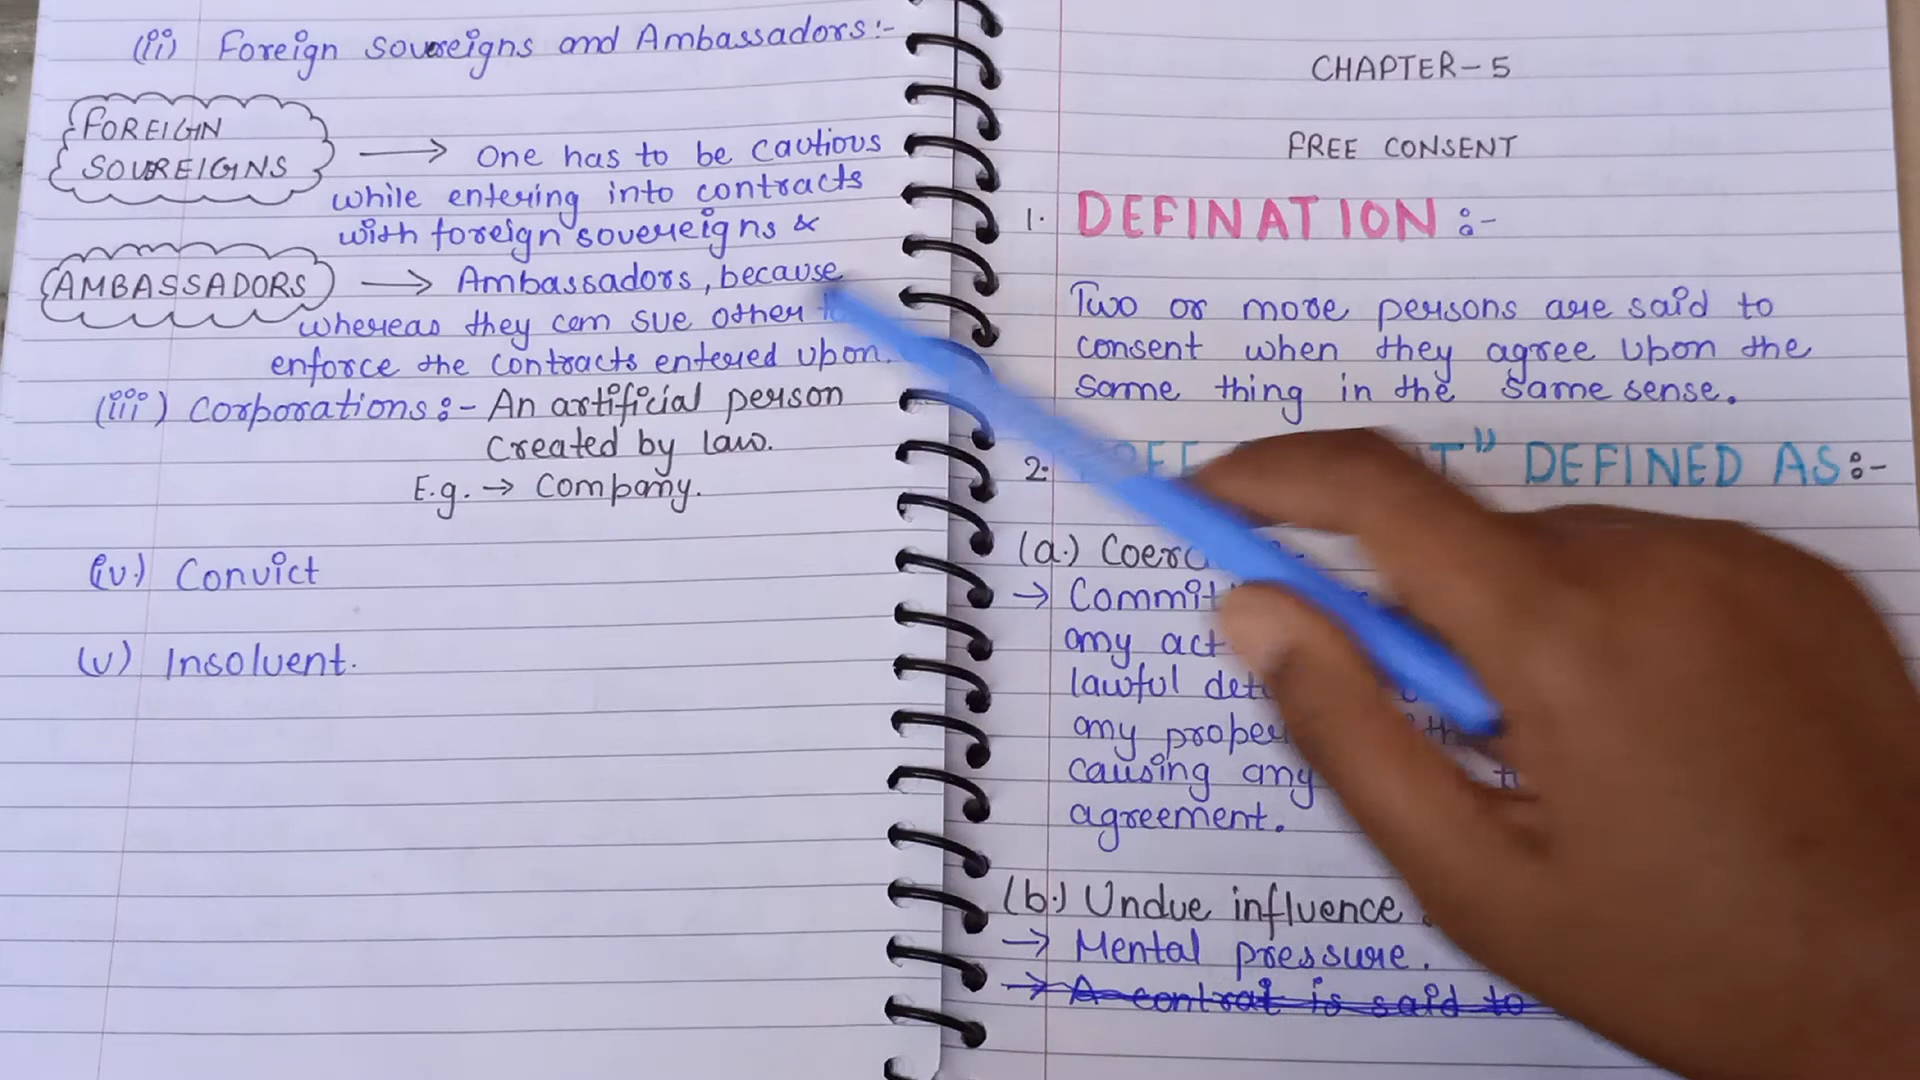 (ii) Foreign sovereigns and Ambassadors:-
FOREIGN
SOVEREIGNS
→ One has to be cautious
while entering into contracts
with foreign sovereigns &
AMBASSADORS → Ambassadors, because
whereas they can sue other
enforce the contracts entered upon.
(iii) Corporations:- An artificial person
Created by law.
E.g. → Company.
(iv.) Convict
(v) Insolvent.
CHAPTER-5
FREE CONSENT
1. DEFINATION :-
Two or more persons are said to
consent when they agree upon the
same thing in the same sense.
2. DEFINED AS:-
(a.)
→
any act
lawful
any
causing any
agreement.
(b.) Undue influence
→ Mental pressure.
→ A contrat is said to